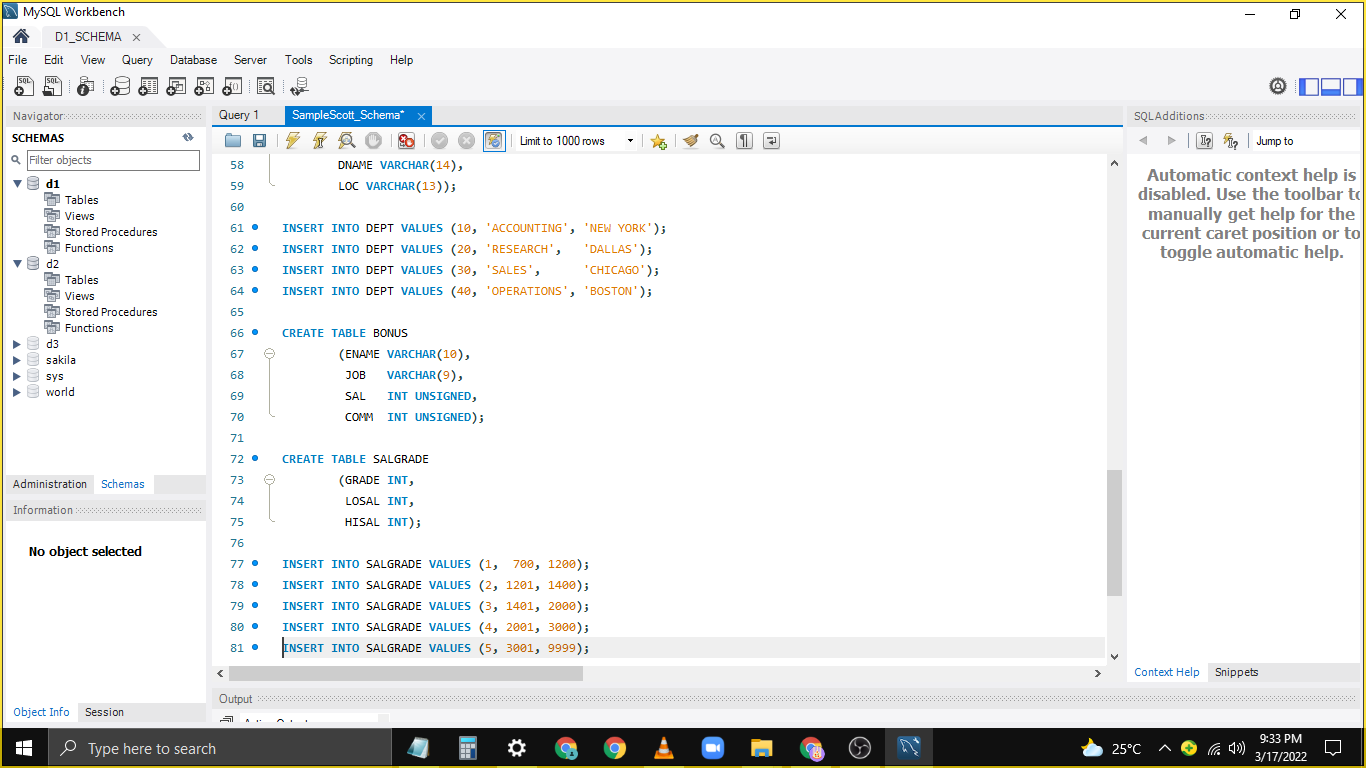 MySQL Workbench
D1_SCHEMA
File Edit View Query Database Server Tools Scripting Help
Navigator
SCHEMAS
Filter objects
d1
Tables
Views
Stored Procedures
Functions
d2
Tables
Views
Stored Procedures
Functions
d3
sakila
sys
world
Administration Schemas
Information
No object selected
Object Info Session
Query 1 SampleScott_Schema*
Limit to 1000 rows
58 DNAME VARCHAR(14),
59 LOC VARCHAR(13));
60
61 INSERT INTO DEPT VALUES (10, 'ACCOUNTING', 'NEW YORK');
62 INSERT INTO DEPT VALUES (20, 'RESEARCH', 'DALLAS');
63 INSERT INTO DEPT VALUES (30, 'SALES', 'CHICAGO');
64 INSERT INTO DEPT VALUES (40, 'OPERATIONS', 'BOSTON');
65
66 CREATE TABLE BONUS
67 (ENAME VARCHAR(10),
68 JOB VARCHAR(9),
69 SAL INT UNSIGNED,
70 COMM INT UNSIGNED);
71
72 CREATE TABLE SALGRADE
73 (GRADE INT,
74 LOSAL INT,
75 HISAL INT);
76
77 INSERT INTO SALGRADE VALUES (1, 700, 1200);
78 INSERT INTO SALGRADE VALUES (2, 1201, 1400);
79 INSERT INTO SALGRADE VALUES (3, 1401, 2000);
80 INSERT INTO SALGRADE VALUES (4, 2001, 3000);
81 INSERT INTO SALGRADE VALUES (5, 3001, 9999);
Output
SQLAdditions
Jump to
Automatic context help is
disabled. Use the toolbar to
manually get help for the
current caret position or to
toggle automatic help.
Context Help Snippets
Type here to search
25°C
9:33 PM
3/17/2022